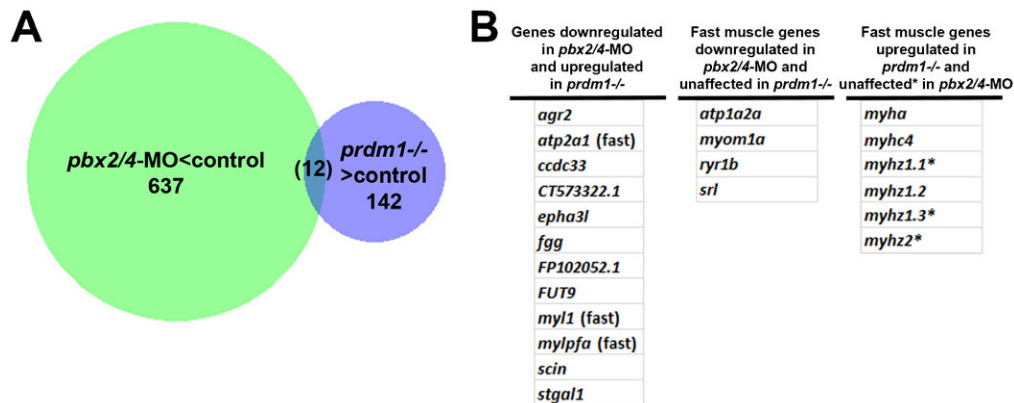 A
pbx2/4-MO<control
637
(12)
prdm1-/-
>control
142
B
Genes downregulated
in pbx2/4-MO
and upregulated
in prdm1-/-
agr2
atp2a1 (fast)
ccdc33
CT573322.1
epha3l
fgg
FP102052.1
FUT9
myl1 (fast)
mylpfa (fast)
scin
stgal1
Fast muscle genes
downregulated in
pbx2/4-MO and
unaffected in prdm1-/-
atp1a2a
myom1a
ryr1b
srl
Fast muscle genes
upregulated in
prdm1-/- and
unaffected* in pbx2/4-MO
myha
myhc4
myhz1.1*
myhz1.2
myhz1.3*
myhz2*